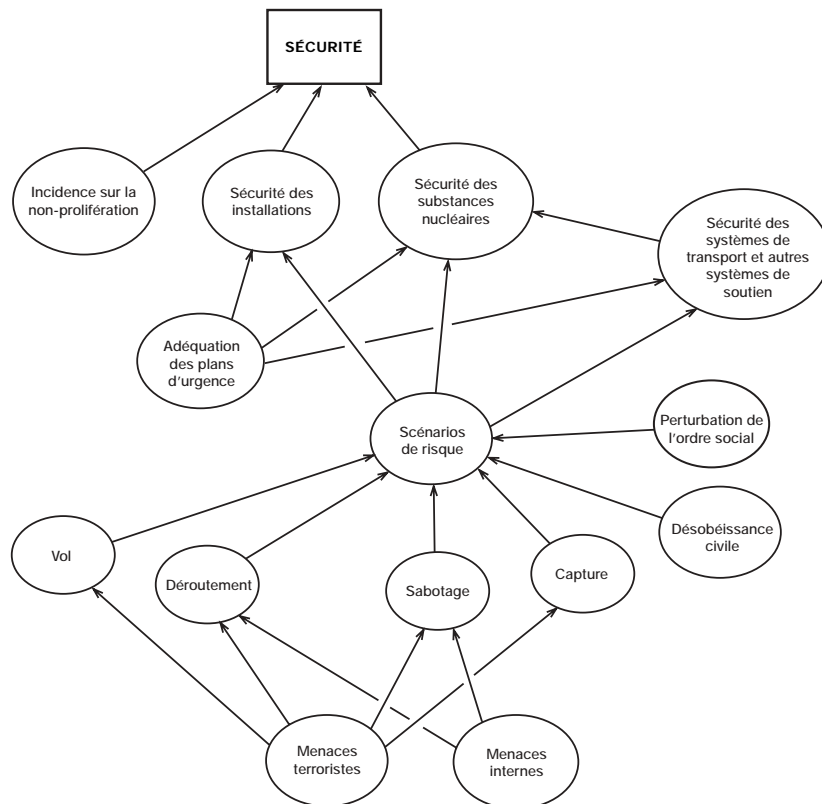 SÉCURITÉ
Incidence sur la
non-prolifération
Sécurité des
installations
Sécurité des
substances
nucléaires
Sécurité des
systèmes de
transport et autres
systèmes de
soutien
Adéquation
des plans
d'urgence
Scénarios
de risque
Perturbation de
l'ordre social
Désobéissance
civile
Vol
Déroutement
Sabotage
Capture
Menaces
terroristes
Menaces
internes